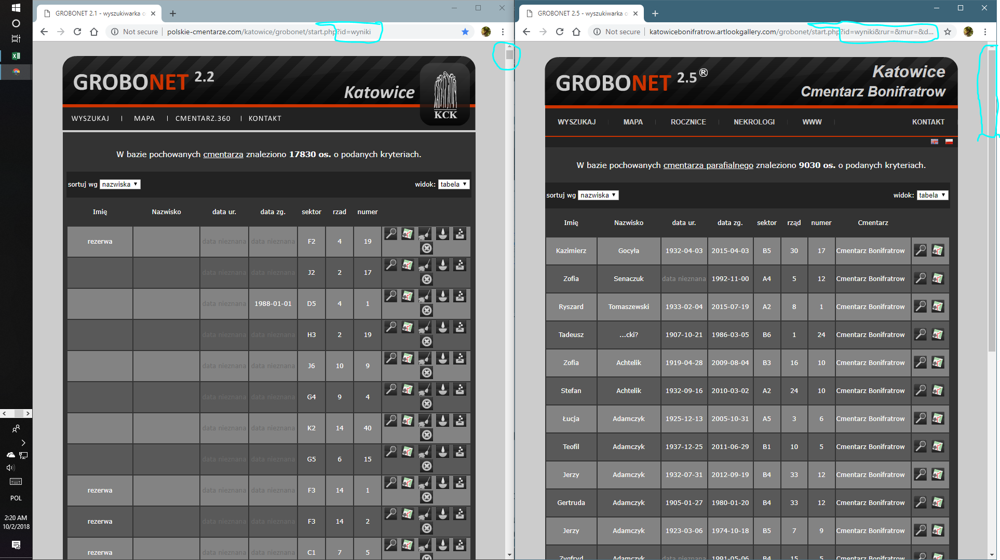 GROBONET 2.1 - wyszukiwarka o
Not secure polskie-cmentarze.com/katowice/grobonet/start.php?id=wyniki
GROBONET 2.2
Katowice
KCK
WYSZUKAJ | MAPA | CMENTARZ.360 | KONTAKT
W bazie pochowanych cmentarza znaleziono 17830 os. o podanych kryteriach.
sortuj wg nazwiska widok: tabela
Imię Nazwisko data ur. data zg. sektor rzad numer
rezerwa data nieznana data nieznana F2 4 19
data nieznana data nieznana J2 2 17
data nieznana 1988-01-01 D5 4 1
data nieznana data nieznana H3 2 19
data nieznana data nieznana J6 10 9
data nieznana data nieznana G4 9 4
data nieznana data nieznana K2 14 40
data nieznana data nieznana G5 6 15
rezerwa data nieznana data nieznana F3 14 1
rezerwa data nieznana data nieznana F3 14 2
rezerwa data nieznana data nieznana C1 7 5
GROBONET 2.5 - wyszukiwarka o
Not secure katowicebonifratrow.artlookgallery.com/grobonet/start.php?id=wyniki&rur=&mur=&d...
GROBONET 2.5®
Katowice
Cmentarz Bonifratrow
WYSZUKAJ MAPA ROCZNICE NEKROLOGI WWW KONTAKT
W bazie pochowanych cmentarza parafialnego znaleziono 9030 os. o podanych kryteriach.
sortuj wg nazwiska widok: tabela
Imię Nazwisko data ur. data zg. sektor rząd numer Cmentarz
Kazimierz Gocyła 1932-04-03 2015-04-03 B5 30 17 Cmentarz Bonifratrow
Zofia Senaczuk data nieznana 1992-11-00 A4 5 12 Cmentarz Bonifratrow
Ryszard Tomaszewski 1933-02-04 2015-07-19 A2 8 1 Cmentarz Bonifratrow
Tadeusz ...cki? 1907-10-21 1986-03-05 B6 1 24 Cmentarz Bonifratrow
Zofia Achtelik 1919-04-28 2009-08-04 B3 16 10 Cmentarz Bonifratrow
Stefan Achtelik 1932-09-16 2010-03-02 A2 24 10 Cmentarz Bonifratrow
Łucja Adamczyk 1925-12-13 2005-10-31 A5 3 6 Cmentarz Bonifratrow
Teofil Adamczyk 1937-12-25 2011-06-29 B1 10 5 Cmentarz Bonifratrow
Jerzy Adamczyk 1932-07-31 2012-09-19 B4 33 12 Cmentarz Bonifratrow
Gertruda Adamczyk 1905-01-27 1980-01-20 B4 33 12 Cmentarz Bonifratrow
Jerzy Adamczyk 1923-03-06 1974-10-18 B5 7 9 Cmentarz Bonifratrow
Zygfryd Adamczyk data nieznana 1991-05-06 B4 15 5 Cmentarz Bonifratrow
POL
2:20 AM
10/2/2018